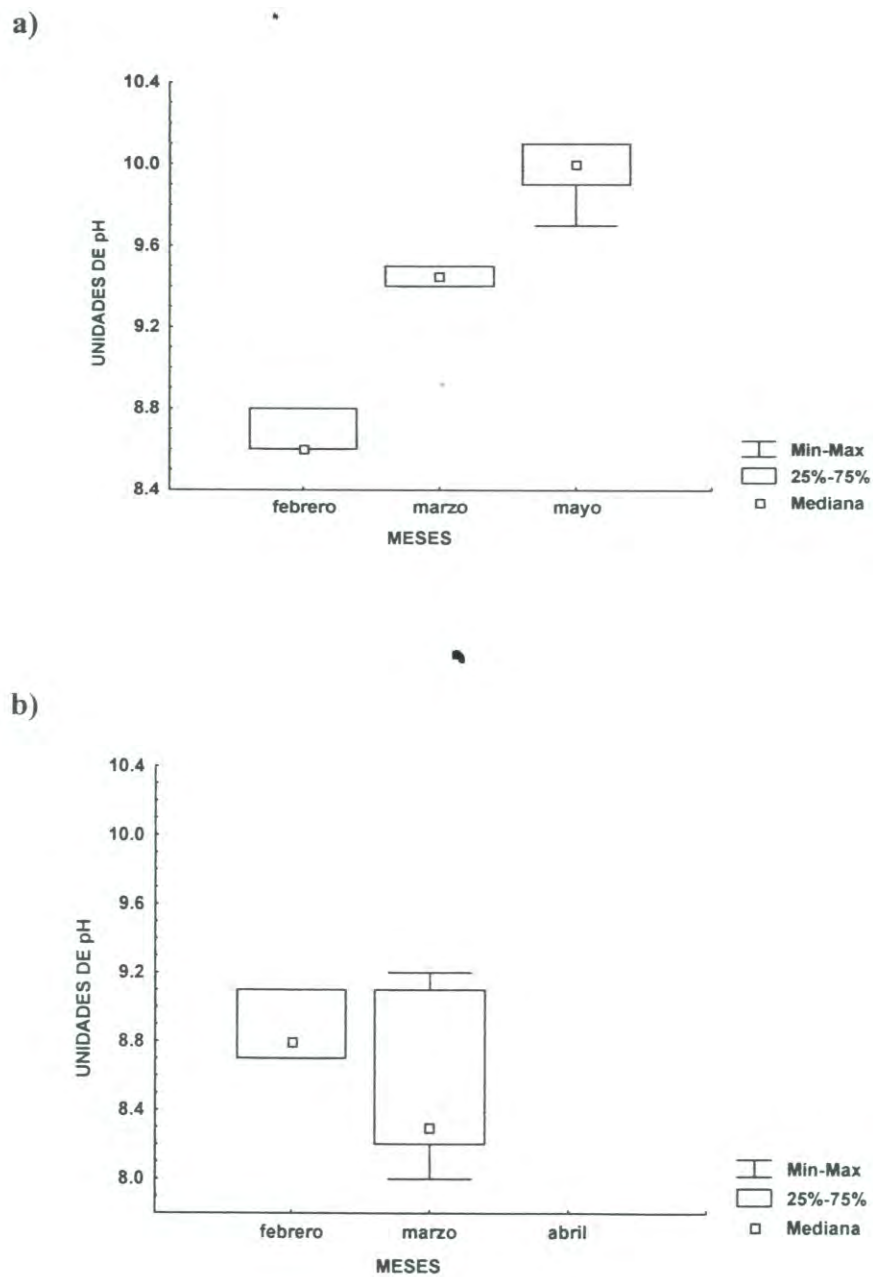 a)
10.4
10.0
9.6
9.2
8.8
8.4
UNIDADES DE pH
febrero marzo mayo
MESES
Min-Max
25%-75%
Mediana
b)
10.4
10.0
9.6
9.2
8.8
8.4
8.0
UNIDADES DE pH
febrero marzo abril
MESES
Min-Max
25%-75%
Mediana